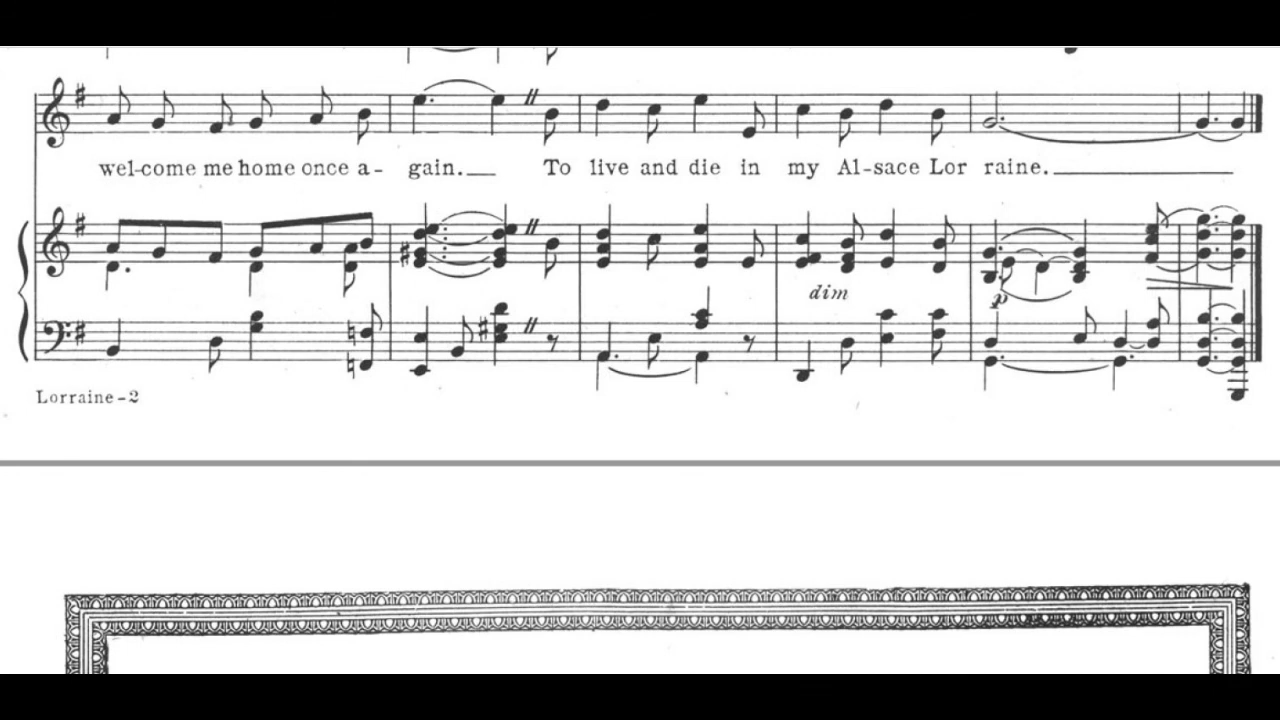 wel-come me home once a- gain. To live and die in my Al-sace Lor raine.
dim
p
Lorraine-2